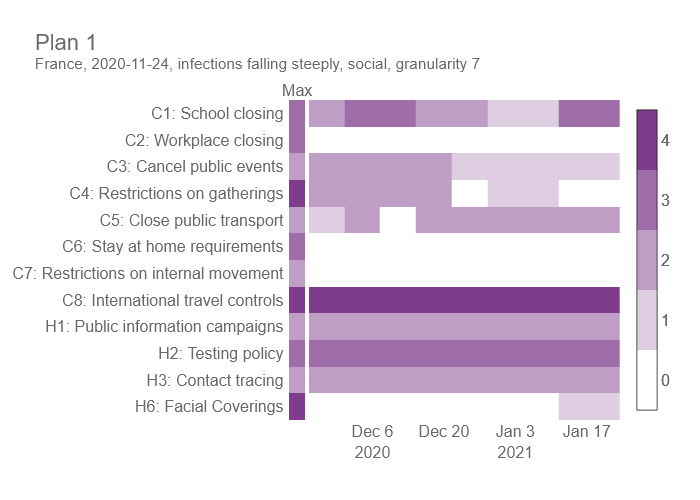 Plan 1
France, 2020-11-24, infections falling steeply, social, granularity 7
Max
C1: School closing
C2: Workplace closing
C3: Cancel public events
C4: Restrictions on gatherings
C5: Close public transport
C6: Stay at home requirements
C7: Restrictions on internal movement
C8: International travel controls
H1: Public information campaigns
H2: Testing policy
H3: Contact tracing
H6: Facial Coverings
Dec 6 Dec 20 Jan 3 Jan 17
2020 2021
4
3
2
1
0